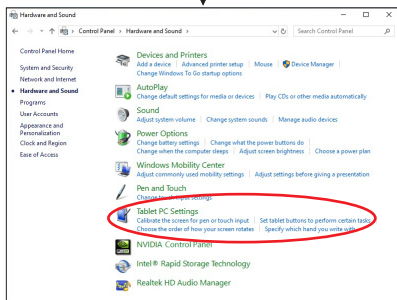 Hardware and Sound
Control Panel > Hardware and Sound >
Search Control Panel
Control Panel Home
System and Security
Network and Internet
Hardware and Sound
Programs
User Accounts
Appearance and
Personalization
Clock and Region
Ease of Access
Devices and Printers
Add a device | Advanced printer setup | Mouse | Device Manager |
Change Windows To Go startup options
AutoPlay
Change default settings for media or devices | Play CDs or other media automatically
Sound
Adjust system volume | Change system sounds | Manage audio devices
Power Options
Change battery settings | Change what the power buttons do |
Change when the computer sleeps | Adjust screen brightness | Choose a power plan
Windows Mobility Center
Adjust commonly used mobility settings | Adjust settings before giving a presentation
Pen and Touch
Change touch input settings
Tablet PC Settings
Calibrate the screen for pen or touch input | Set tablet buttons to perform certain tasks
Choose the order of how your screen rotates | Specify which hand you write with
NVIDIA Control Panel
Intel® Rapid Storage Technology
Realtek HD Audio Manager